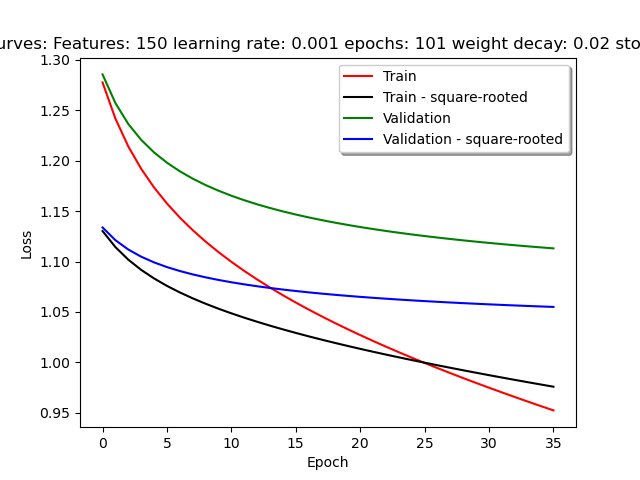 urves: Features: 150 learning rate: 0.001 epochs: 101 weight decay: 0.02 sto
1.30
1.25
1.20
1.15
1.10
1.05
1.00
0.95
Loss
Train
Train - square-rooted
Validation
Validation - square-rooted
0 5 10 15 20 25 30 35
Epoch